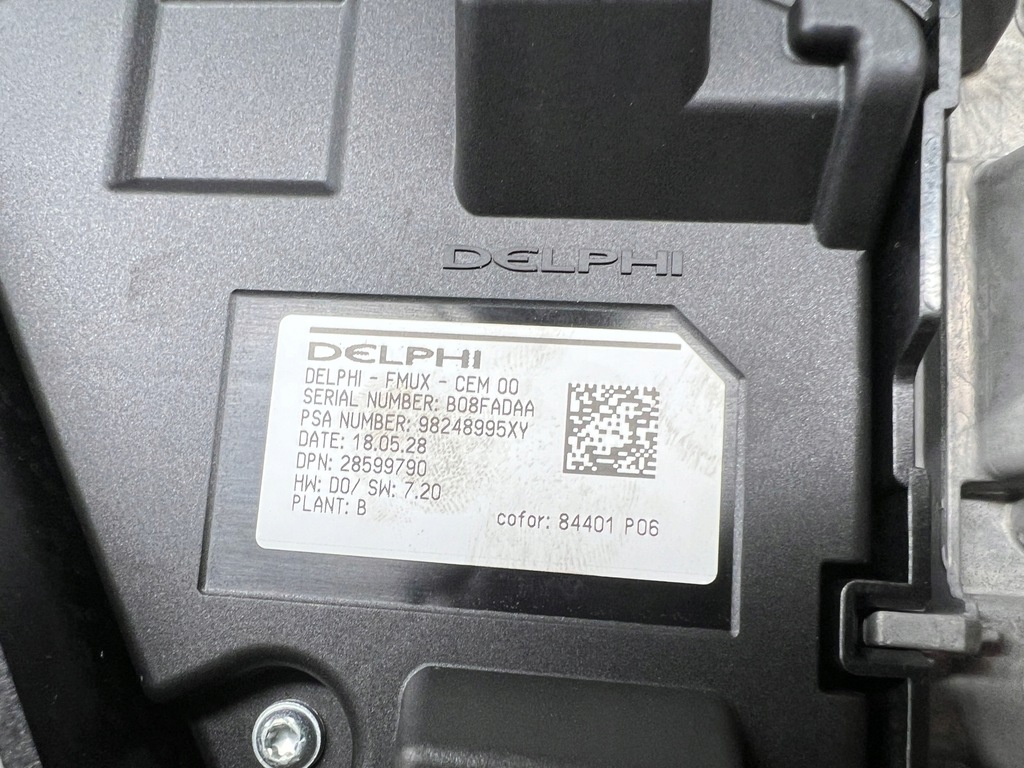 DELPHI
DELPHI
DELPHI - FMUX - CEM 00
SERIAL NUMBER: B08FADAA
PSA NUMBER: 98248995XY
DATE: 18.05.28
DPN: 28599790
HW: D0/ SW: 7.20
PLANT: B
cofor: 84401 P06